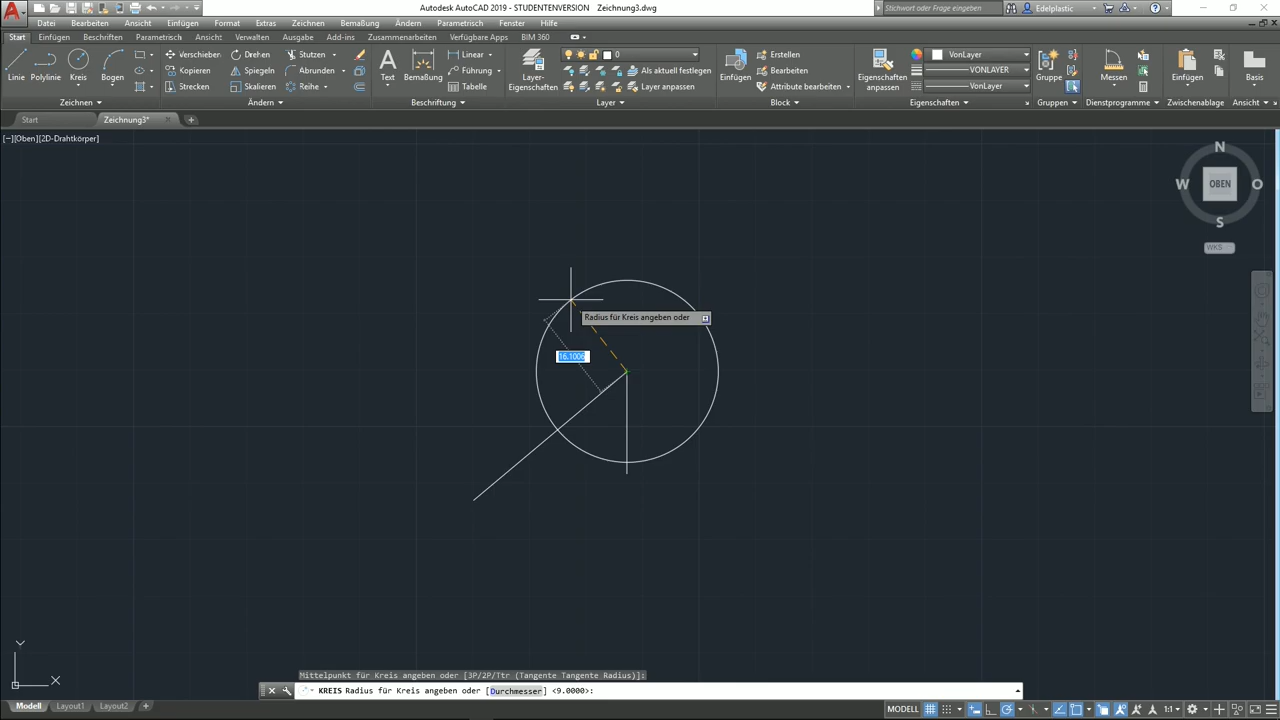 Autodesk AutoCAD 2019 - STUDENTENVERSION Zeichnung3.dwg
Stichwort oder Frage eingeben
Edelplastic
Datei Bearbeiten Ansicht Einfügen Format Extras Zeichnen Bemaßung Ändern Parametrisch Fenster Hilfe
Start Einfügen Beschriften Parametrisch Ansicht Verwalten Ausgabe Add-ins Zusammenarbeiten Verfügbare Apps BIM 360
Linie Polylinie Kreis Bogen
Verschieben Drehen Stutzen
Kopieren Spiegeln Abrunden
Strecken Skalieren Reihe
Text Bemaßung
Linear
Führung
Tabelle
Layer-Eigenschaften
0
Als aktuell festlegen
Layer anpassen
Einfügen
Erstellen
Bearbeiten
Attribute bearbeiten
Eigenschaften anpassen
VonLayer
VONLAYER
VonLayer
Gruppe
Messen
Einfügen
Basis
Zeichnen Ändern Beschriftung Layer Block Eigenschaften Gruppen Dienstprogramme Zwischenablage Ansicht
Start Zeichnung3*
[−][Oben][2D-Drahtkörper]
N
W OBEN O
S
WKS
Radius für Kreis angeben oder
16.1006
Y
X
Mittelpunkt für Kreis angeben oder [3P/2P/Ttr (Tangente Tangente Radius)]:
KREIS Radius für Kreis angeben oder [Durchmesser] <9.0000>:
Modell Layout1 Layout2 +
MODELL
1:1